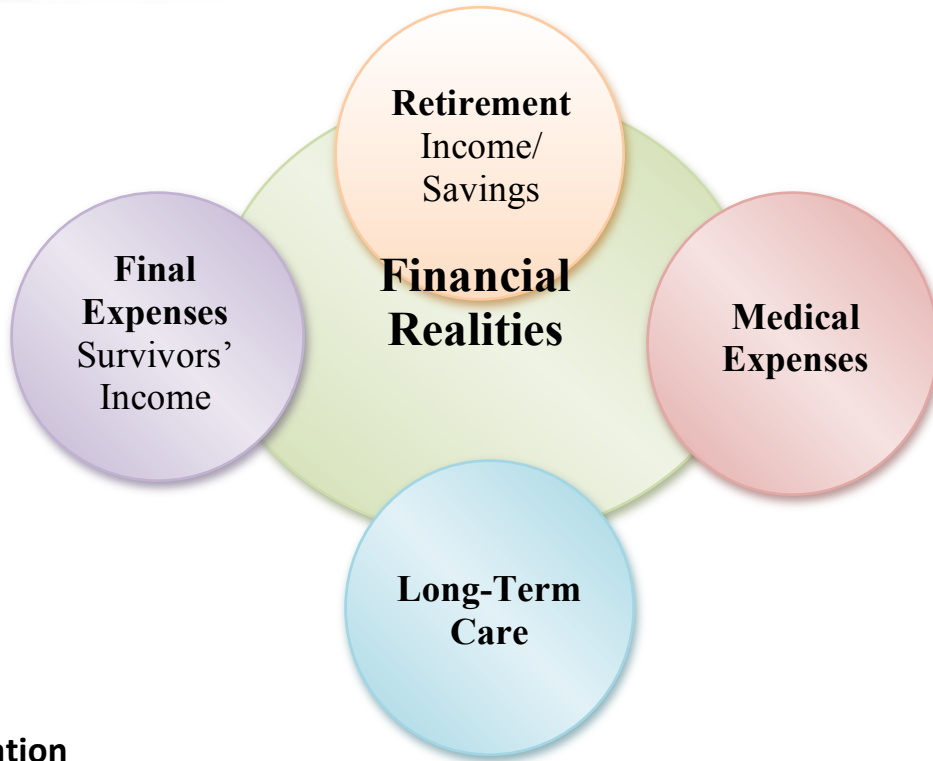 Retirement
Income/
Savings
Financial
Realities
Final
Expenses
Survivors’
Income
Medical
Expenses
Long-Term
Care